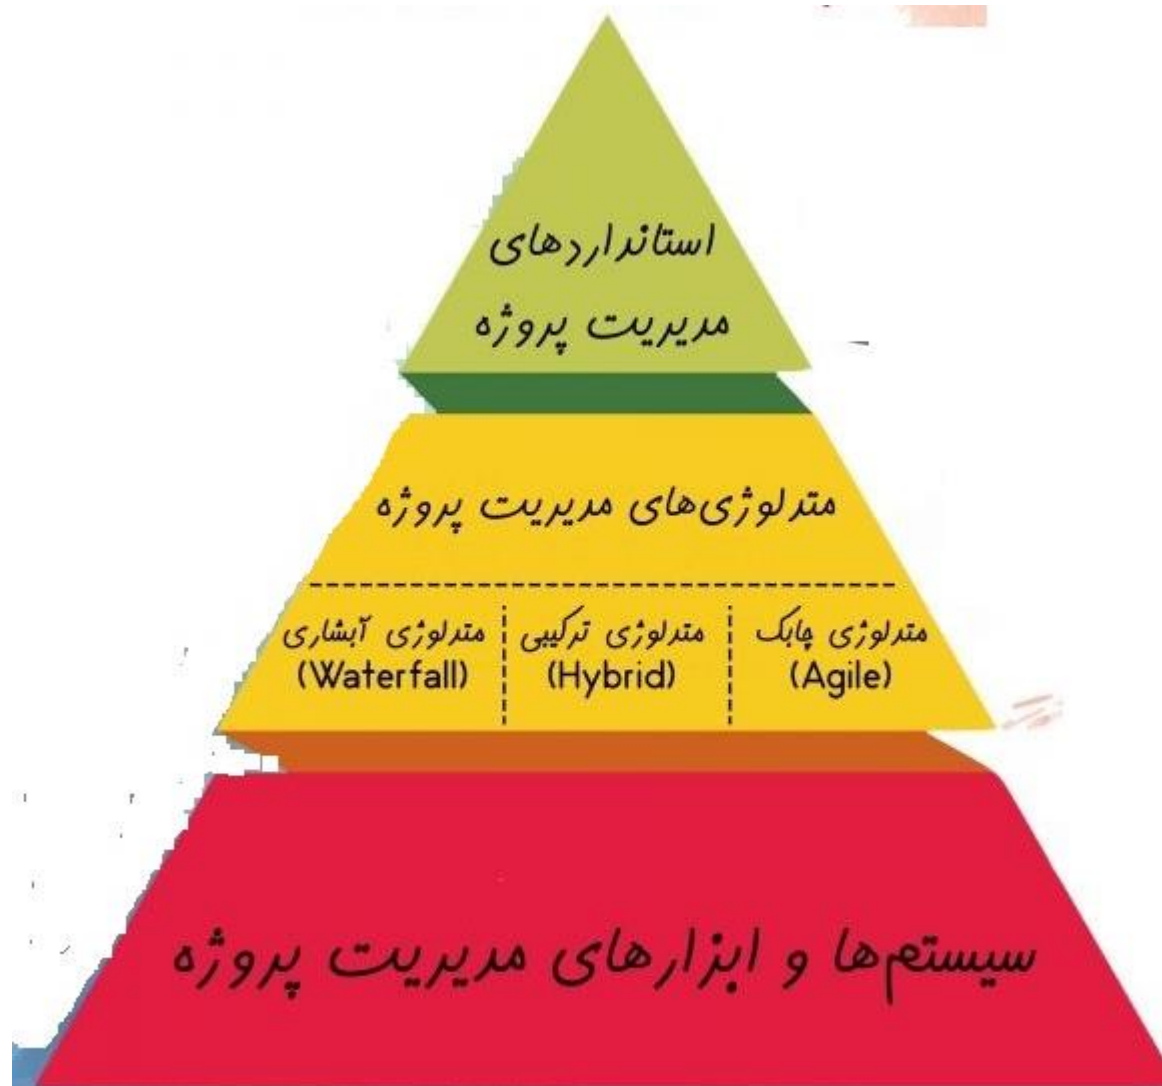 استانداردهای
مدیریت پروژه
متدلوژی‌های مدیریت پروژه
متدلوژی چابک
(Agile)
متدلوژی ترکیبی
(Hybrid)
متدلوژی آبشاری
(Waterfall)
سیستم‌ها و ابزارهای مدیریت پروژه